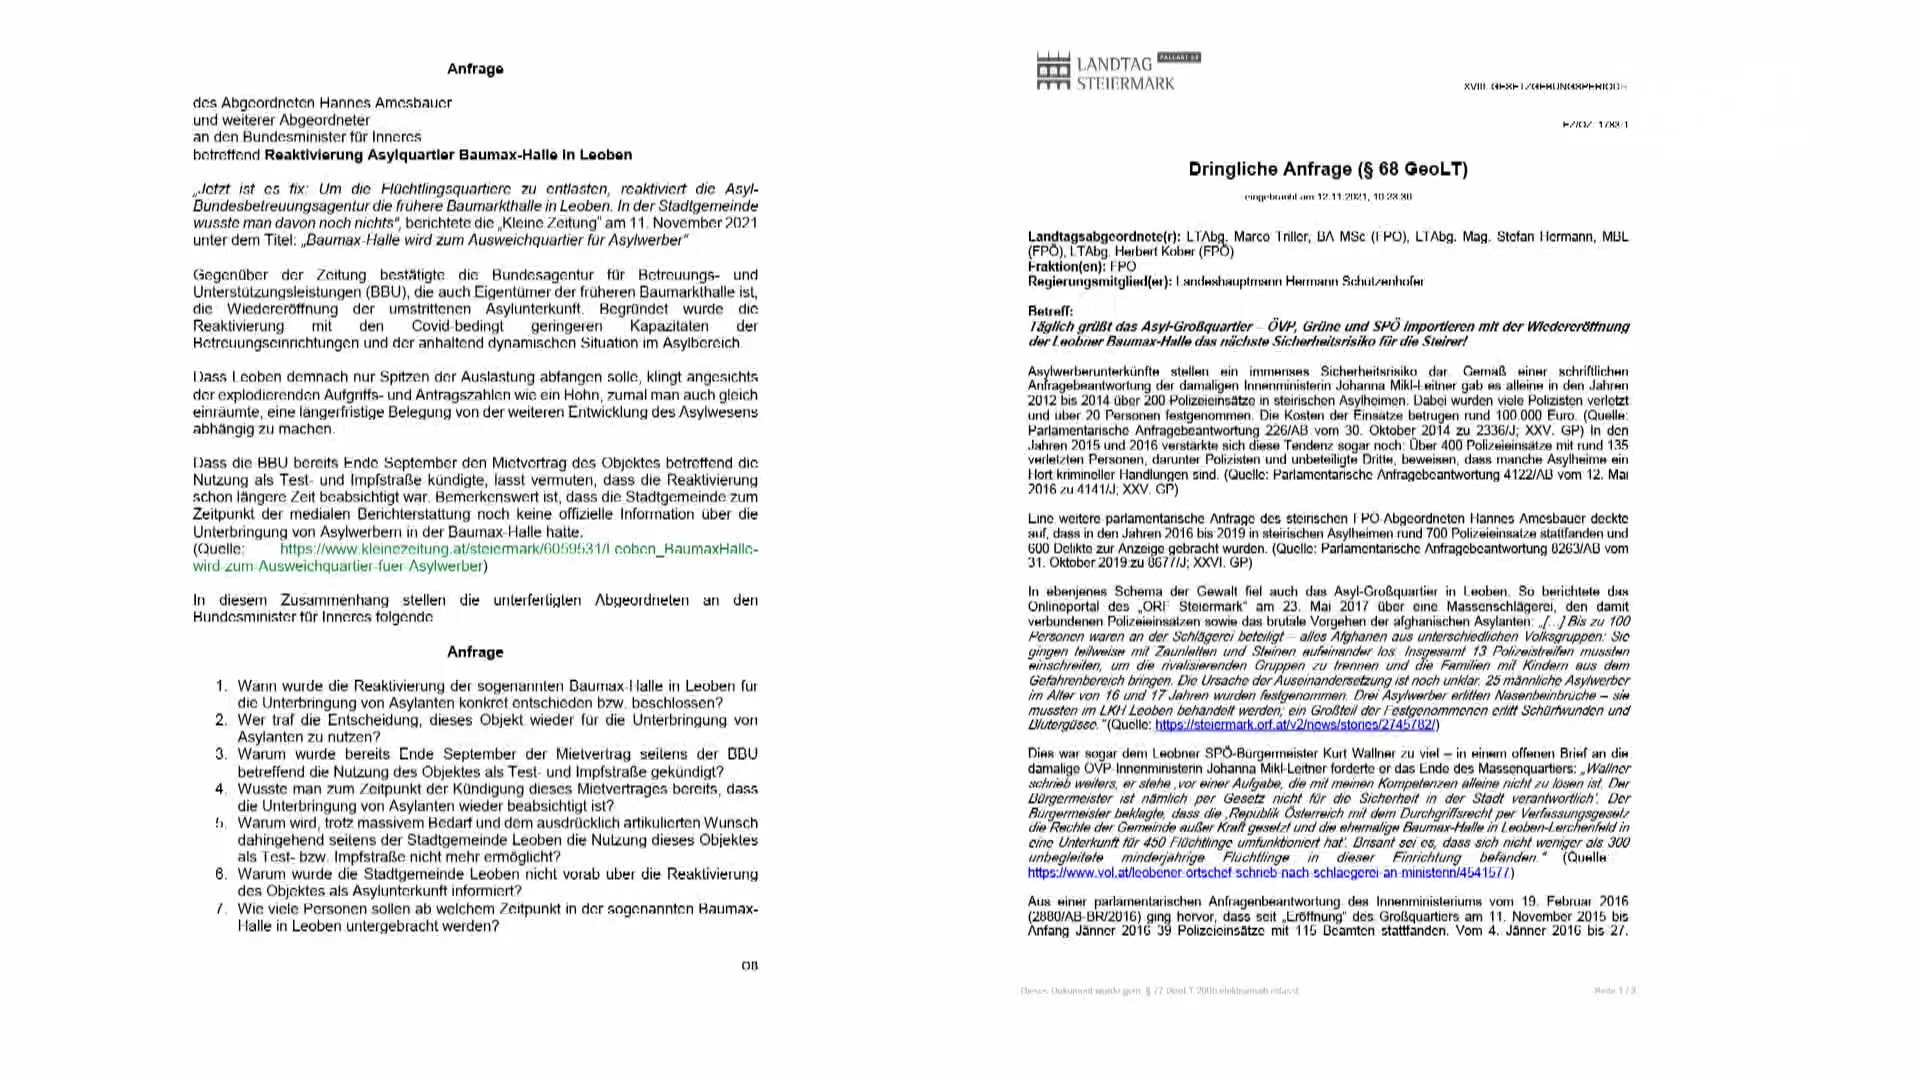 Anfrage
des Abgeordneten Hannes Amesbauer
und weiterer Abgeordneter
an den Bundesminister für Inneres
betreffend Reaktivierung Asylquartier Baumax-Halle in Leoben
„Jetzt ist es fix: Um die Flüchtlingsquartiere zu entlasten, reaktiviert die Asyl-
Bundesbetreuungsagentur die frühere Baumarkthalle in Leoben. In der Stadtgemeinde
wusste man davon noch nichts“, berichtete die „Kleine Zeitung“ am 11. November 2021
unter dem Titel: „Baumax-Halle wird zum Ausweichquartier für Asylwerber“
Gegenüber der Zeitung bestätigte die Bundesagentur für Betreuungs- und
Unterstützungsleistungen (BBU), die auch Eigentümer der früheren Baumarkthalle ist,
die Wiedereröffnung der umstrittenen Asylunterkunft. Begründet wurde die
Reaktivierung mit den Covid-bedingt geringeren Kapazitäten der
Betreuungseinrichtungen und der anhaltend dynamischen Situation im Asylbereich.
Dass Leoben demnach nur Spitzen der Auslastung abfangen solle, klingt angesichts
der explodierenden Aufgriffs- und Antragszahlen wie ein Hohn, zumal man auch gleich
einräumte, eine längerfristige Belegung von der weiteren Entwicklung des Asylwesens
abhängig zu machen.
Dass die BBU bereits Ende September den Mietvertrag des Objektes betreffend die
Nutzung als Test- und Impfstraße kündigte, lässt vermuten, dass die Reaktivierung
schon längere Zeit beabsichtigt war. Bemerkenswert ist, dass die Stadtgemeinde zum
Zeitpunkt der medialen Berichterstattung noch keine offizielle Information über die
Unterbringung von Asylwerbern in der Baumax-Halle hatte.
(Quelle: https://www.kleinezeitung.at/steiermark/6059531/Leoben_BaumaxHalle-
wird-zum-Ausweichquartier-fuer-Asylwerber)
In diesem Zusammenhang stellen die unterfertigten Abgeordneten an den
Bundesminister für Inneres folgende
Anfrage
1. Wann wurde die Reaktivierung der sogenannten Baumax-Halle in Leoben für
die Unterbringung von Asylanten konkret entschieden bzw. beschlossen?
2. Wer traf die Entscheidung, dieses Objekt wieder für die Unterbringung von
Asylanten zu nutzen?
3. Warum wurde bereits Ende September der Mietvertrag seitens der BBU
betreffend die Nutzung des Objektes als Test- und Impfstraße gekündigt?
4. Wusste man zum Zeitpunkt der Kündigung dieses Mietvertrages bereits, dass
die Unterbringung von Asylanten wieder beabsichtigt ist?
5. Warum wird, trotz massivem Bedarf und dem ausdrücklich artikulierten Wunsch
dahingehend seitens der Stadtgemeinde Leoben die Nutzung dieses Objektes
als Test- bzw. Impfstraße nicht mehr ermöglicht?
6. Warum wurde die Stadtgemeinde Leoben nicht vorab über die Reaktivierung
des Objektes als Asylunterkunft informiert?
7. Wie viele Personen sollen ab welchem Zeitpunkt in der sogenannten Baumax-
Halle in Leoben untergebracht werden?
LANDTAG
STEIERMARK
XVIII. GESETZGEBUNGSPERIODE
EZ/OZ: 1783/1
Dringliche Anfrage (§ 68 GeoLT)
eingebracht am 12.11.2021, 10:23:30
Landtagsabgeordnete(r): LTAbg. Marco Triller, BA MSc (FPÖ), LTAbg. Mag. Stefan Hermann, MBL
(FPÖ), LTAbg. Herbert Kober (FPÖ)
Fraktion(en): FPÖ
Regierungsmitglied(er): Landeshauptmann Hermann Schützenhöfer
Betreff:
Täglich grüßt das Asyl-Großquartier – ÖVP, Grüne und SPÖ importieren mit der Wiedereröffnung
der Leobner Baumax-Halle das nächste Sicherheitsrisiko für die Steirer!
Asylwerberunterkünfte stellen ein immenses Sicherheitsrisiko dar. Gemäß einer schriftlichen
Anfragebeantwortung der damaligen Innenministerin Johanna Mikl-Leitner gab es alleine in den Jahren
2012 bis 2014 über 200 Polizeieinsätze in steirischen Asylheimen. Dabei wurden viele Polizisten verletzt
und über 20 Personen festgenommen. Die Kosten der Einsätze betrugen rund 100.000 Euro. (Quelle:
Parlamentarische Anfragebeantwortung 226/AB vom 30. Oktober 2014 zu 2336/J; XXV. GP) In den
Jahren 2015 und 2016 verstärkte sich diese Tendenz sogar noch: Über 400 Polizeieinsätze mit rund 135
verletzten Personen, darunter Polizisten und unbeteiligte Dritte, beweisen, dass manche Asylheime ein
Hort krimineller Handlungen sind. (Quelle: Parlamentarische Anfragebeantwortung 4122/AB vom 12. Mai
2016 zu 4141/J; XXV. GP)
Eine weitere parlamentarische Anfrage des steirischen FPÖ-Abgeordneten Hannes Amesbauer deckte
auf, dass in den Jahren 2016 bis 2019 in steirischen Asylheimen rund 700 Polizeieinsätze stattfanden und
600 Delikte zur Anzeige gebracht wurden. (Quelle: Parlamentarische Anfragebeantwortung 8263/AB vom
31. Oktober 2019 zu 8677/J; XXVI. GP)
In ebenjenes Schema der Gewalt fiel auch das Asyl-Großquartier in Leoben. So berichtete das
Onlineportal des „ORF Steiermark“ am 23. Mai 2017 über eine Massenschlägerei, den damit
verbundenen Polizeieinsätzen sowie das brutale Vorgehen der afghanischen Asylanten: „[...] Bis zu 100
Personen waren an der Schlägerei beteiligt – alles Afghanen aus unterschiedlichen Volksgruppen: Sie
gingen teilweise mit Zaunlatten und Steinen aufeinander los. Insgesamt 13 Polizeistreifen mussten
einschreiten, um die rivalisierenden Gruppen zu trennen und die Familien mit Kindern aus dem
Gefahrenbereich bringen. Die Ursache der Auseinandersetzung ist noch unklar. 25 männliche Asylwerber
im Alter von 16 und 17 Jahren wurden festgenommen. Drei Asylwerber erlitten Nasenbeinbrüche – sie
mussten im LKH Leoben behandelt werden; ein Großteil der Festgenommenen erlitt Schürfwunden und
Blutergüsse.“ (Quelle: https://steiermark.orf.at/v2/news/stories/2745782/)
Dies war sogar dem Leobner SPÖ-Bürgermeister Kurt Wallner zu viel – in einem offenen Brief an die
damalige ÖVP-Innenministerin Johanna Mikl-Leitner forderte er das Ende des Massenquartiers: „Wallner
schrieb weiters, er stehe ‚vor einer Aufgabe, die mit meinen Kompetenzen alleine nicht zu lösen ist. Der
Bürgermeister ist nämlich per Gesetz nicht für die Sicherheit in der Stadt verantwortlich‘. Der
Bürgermeister beklagte, dass die ‚Republik Österreich mit dem Durchgriffsrecht per Verfassungsgesetz
die Rechte der Gemeinde außer Kraft gesetzt und die ehemalige Baumax-Halle in Leoben-Lerchenfeld in
eine Unterkunft für 450 Flüchtlinge umfunktioniert hat‘. Brisant sei es, dass sich nicht weniger als 300
unbegleitete minderjährige Flüchtlinge in dieser Einrichtung befänden.“ (Quelle
https://www.vol.at/leobener-ortschef-schrieb-nach-schlaegerei-an-ministerin/4541577)
Aus einer parlamentarischen Anfragenbeantwortung des Innenministeriums vom 19. Februar 2016
(2880/AB-BR/2016) ging hervor, dass seit „Eröffnung“ des Großquartiers am 11. November 2015 bis
Anfang Jänner 2016 39 Polizeieinsätze mit 115 Beamten stattfanden. Vom 4. Jänner 2016 bis 27.
Dieses Dokument wurde gem. § 77 GeoLT 2005 elektronisch erfasst.
Seite 1 / 3